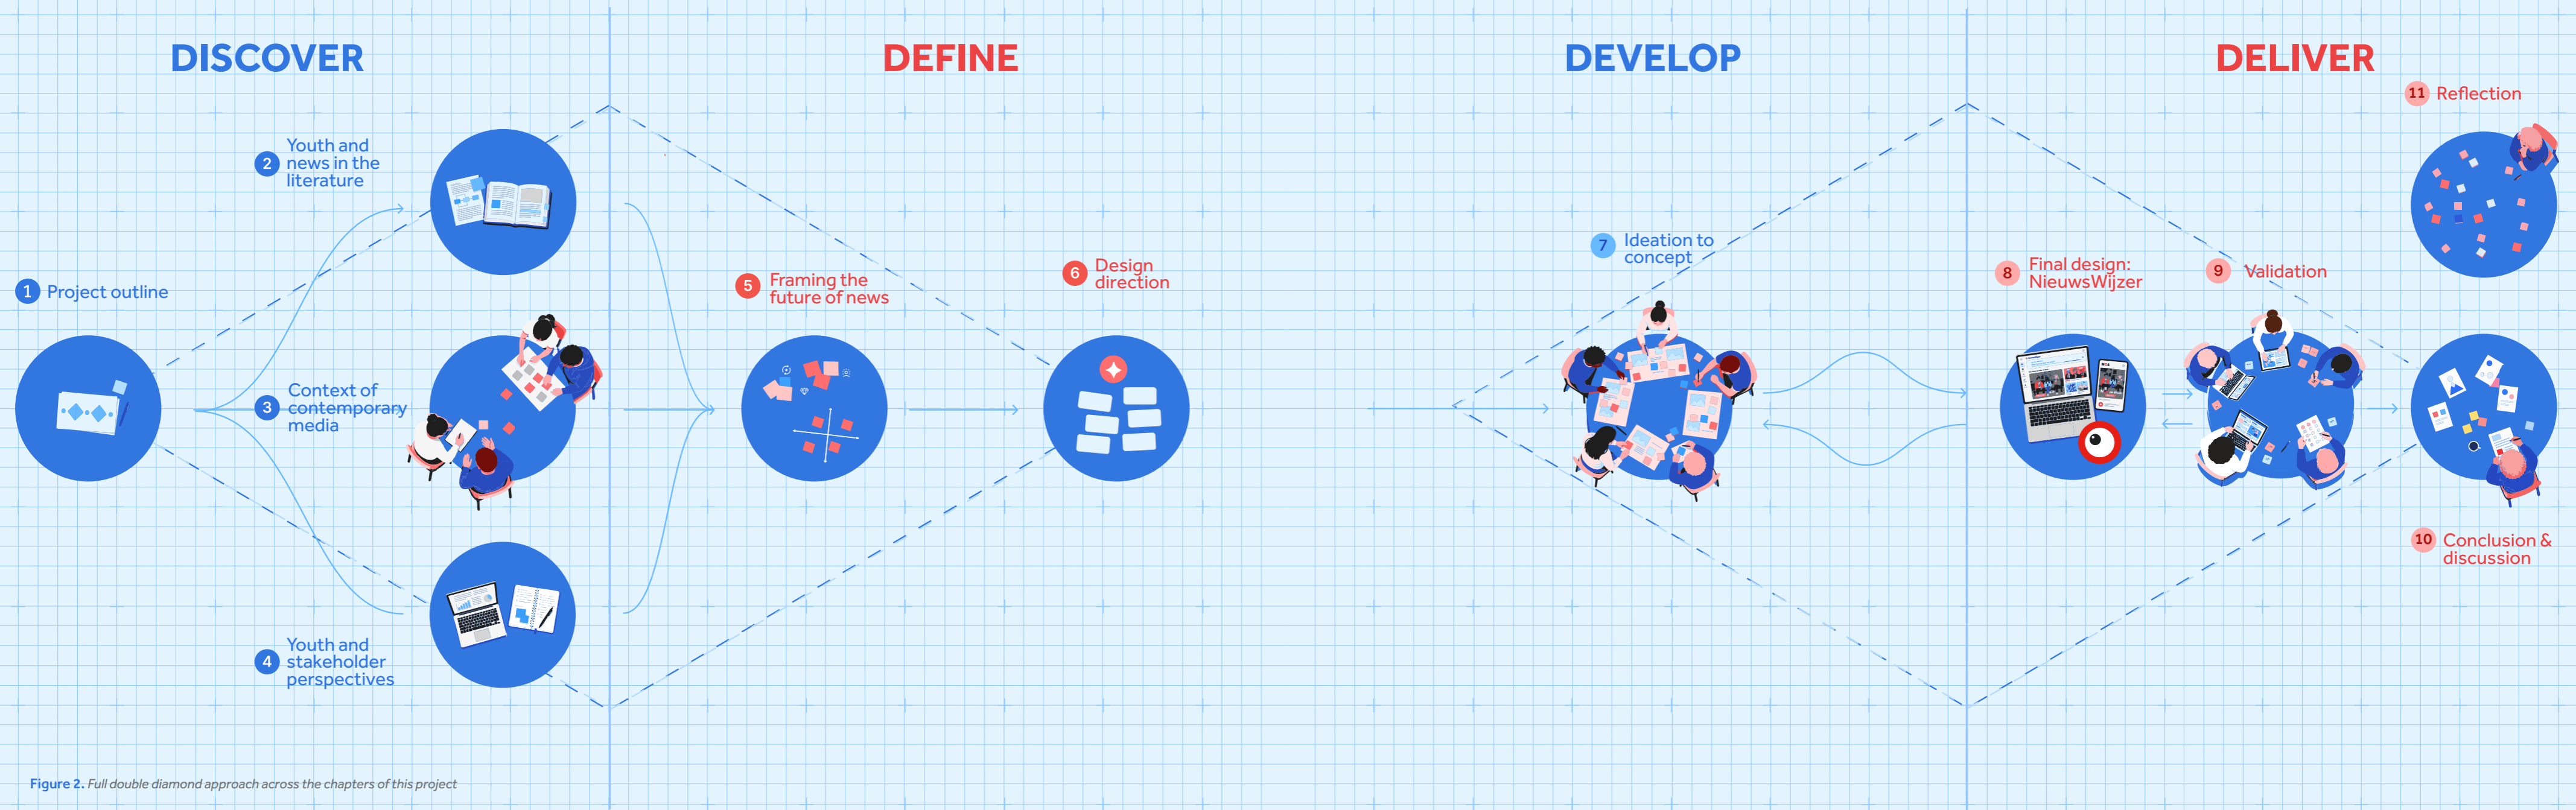 DISCOVER
DEFINE
DEVELOP
DELIVER
1 Project outline
2 Youth and
news in the
literature
3 Context of
contemporary
media
4 Youth and
stakeholder
perspectives
5 Framing the
future of news
6 Design
direction
7 Ideation to
concept
8 Final design:
NieuwsWijzer
9 Validation
10 Conclusion &
discussion
11 Reflection
Figure 2. Full double diamond approach across the chapters of this project